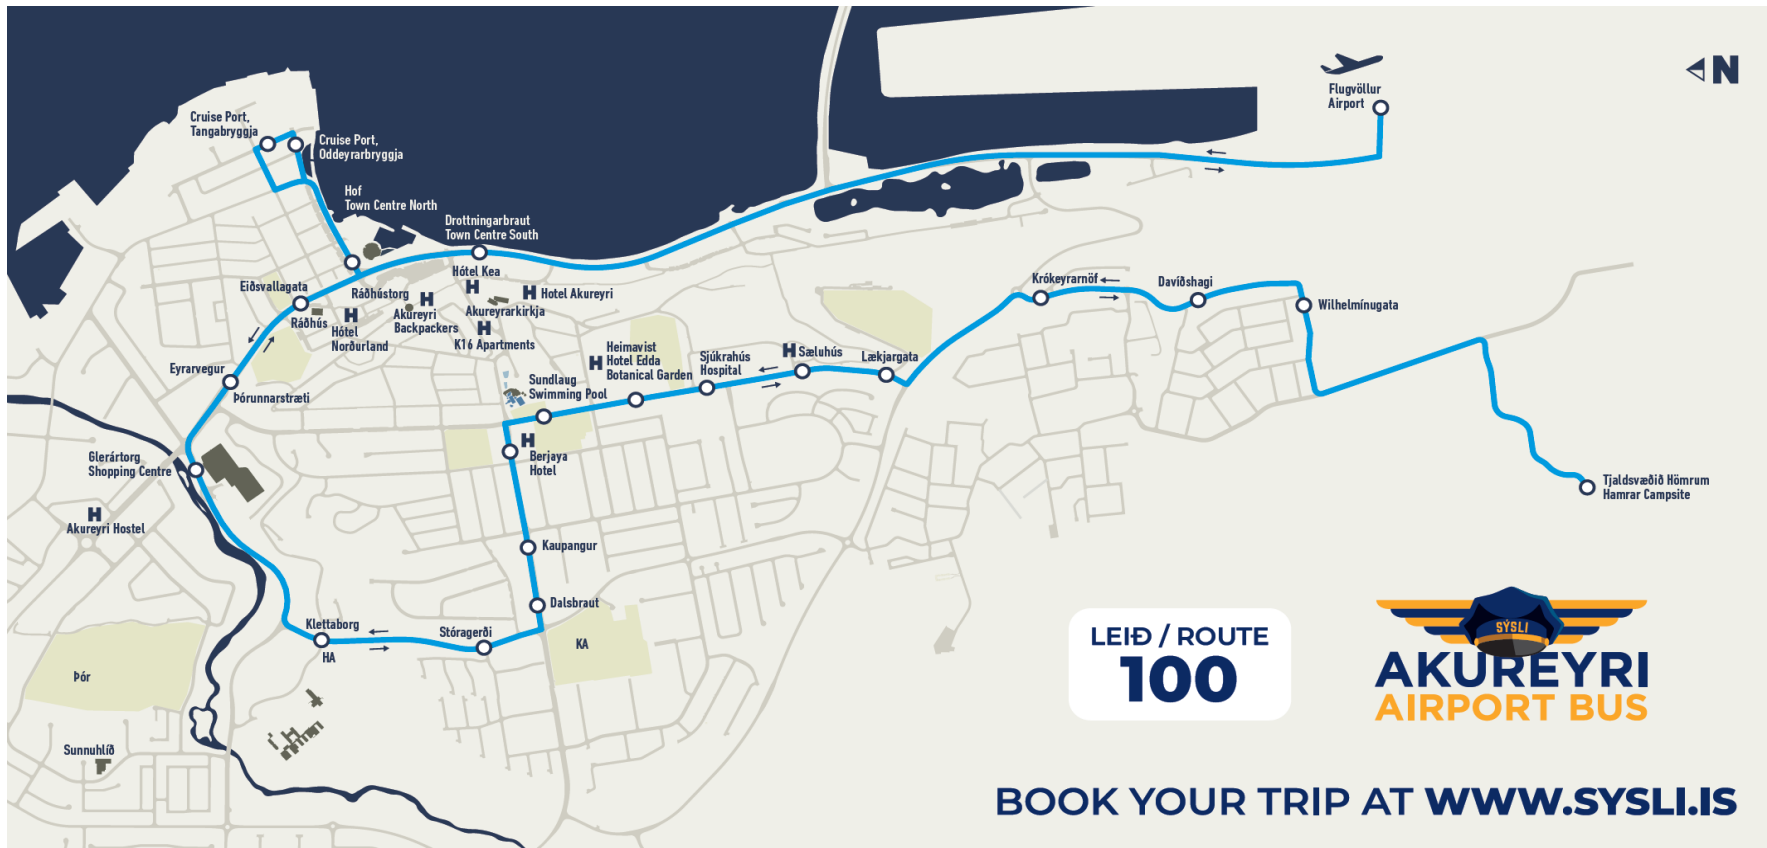 Flugvöllur
Airport
N
Cruise Port,
Tangabryggja
Cruise Port,
Oddeyrarbryggja
Hof
Town Centre North
Drottningarbraut
Town Centre South
Eiðsvallagata
Ráðhústorg
Hótel Kea
H
H Hotel Akureyri
Ráðhús
H
Hótel
Norðurland
H
Akureyri
Backpackers
Akureyrarkirkja
H
K16 Apartments
Krókeyrarnöf
Davíðshagi
Wilhelmínugata
Eyrarvegur
Þórunnarstræti
H
Heimavist
Hotel Edda
Botanical Garden
Sjúkrahús
Hospital
H Sæluhús
Lækjargata
Sundlaug
Swimming Pool
Glerártorg
Shopping Centre
H
Berjaya
Hotel
Tjaldsvæðið Hömrum
Hamrar Campsite
H
Akureyri Hostel
Kaupangur
Dalsbraut
Klettaborg
HA
Stóragerði
KA
Þór
Sunnuhlíð
LEIÐ / ROUTE
100
SÝSLI
AKUREYRI
AIRPORT BUS
BOOK YOUR TRIP AT WWW.SYSLI.IS